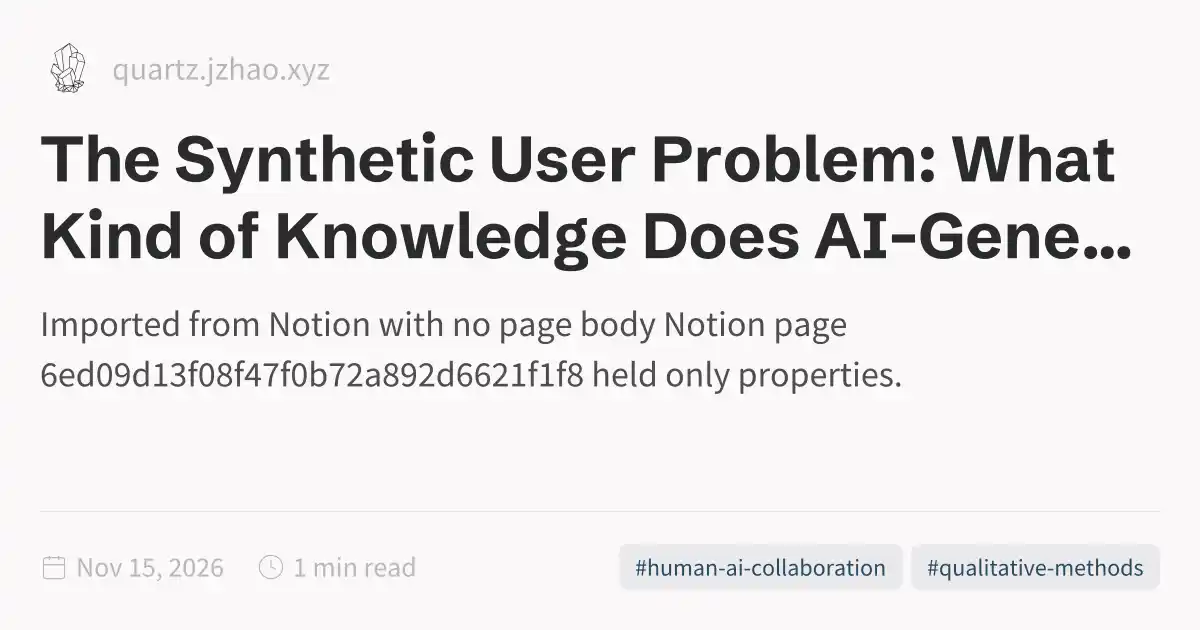 quartz.jzhao.xyz
The Synthetic User Problem: What
Kind of Knowledge Does AI-Gene...
Imported from Notion with no page body Notion page
6ed09d13f08f47f0b72a892d6621f1f8 held only properties.
Nov 15, 2026 1 min read #human-ai-collaboration #qualitative-methods